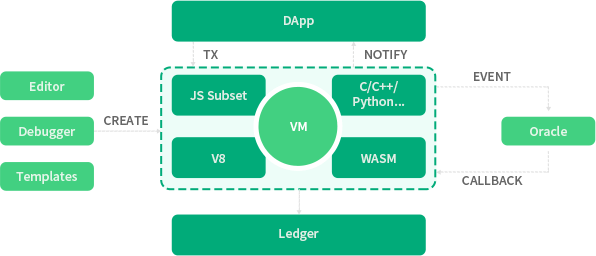 DApp
TX
NOTIFY
Editor
JS Subset
C/C++/
Python...
EVENT
Debugger
CREATE
VM
Oracle
Templates
V8
WASM
CALLBACK
Ledger